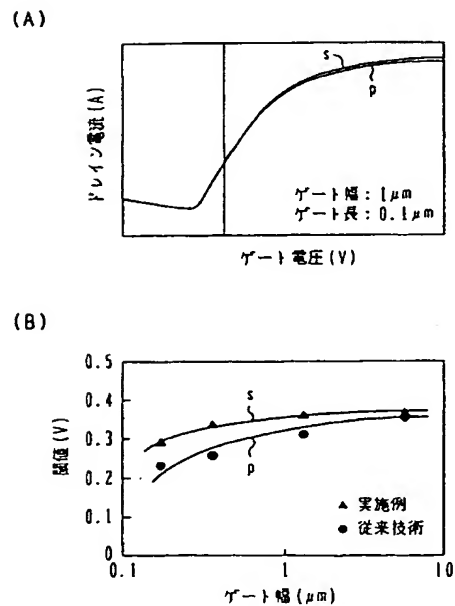 (A)
ドレイン電流(A)
s
p
ゲート幅:1μm
ゲート長:0.1μm
ゲート電圧(V)
(B)
閾値(V)
0.5
0.4
0.3
0.2
0.1
0
s
p
▲ 実施例
● 従来技術
0.1
1
10
ゲート幅(μm)